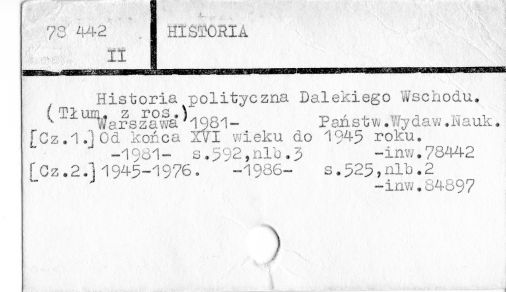 78 442 HISTORIA
II
Historia polityczna Dalekiego Wschodu.
(Tłum. z ros.)
Warszawa 1981- Państw.Wydaw.Nauk.
[Cz.1.]Od końca XVI wieku do 1945 roku.
-1981- s.592,nlb.3 -inw.78442
[Cz.2.]1945-1976. -1986- s.525,nlb.2
-inw.84897